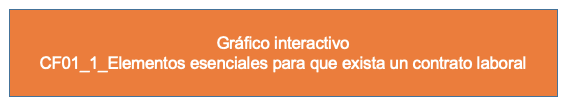 Gráfico interactivo
CF01_1_Elementos esenciales para que exista un contrato laboral